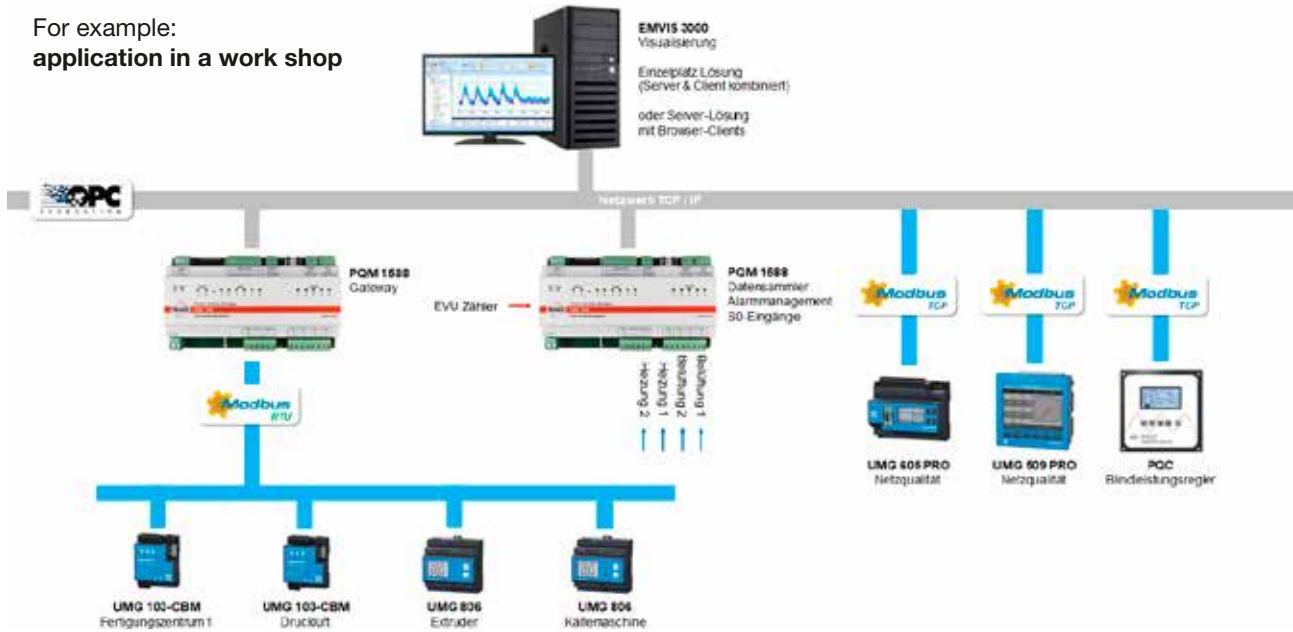 For example:
application in a work shop
EMVIS 3000
Visualisierung
Einzelplatz Lösung
(Server & Client kombiniert)
oder Server-Lösung
mit Browser-Clients
OPC
FOUNDATION
Netzwerk TCP / IP
PQM 1588
Gateway
EVU Zähler
PQM 1588
Datensammler
Alarmmanagement
S0-Eingänge
Modbus
TCP
Modbus
TCP
Modbus
TCP
Heizung 2
Heizung 1
Belüftung 2
Belüftung 1
Modbus
RTU
UMG 605 PRO
Netzqualität
UMG 509 PRO
Netzqualität
PQC
Blindleistungsregler
UMG 103-CBM
Fertigungszentrum 1
UMG 103-CBM
Druckluft
UMG 806
Extruder
UMG 806
Kältemaschine